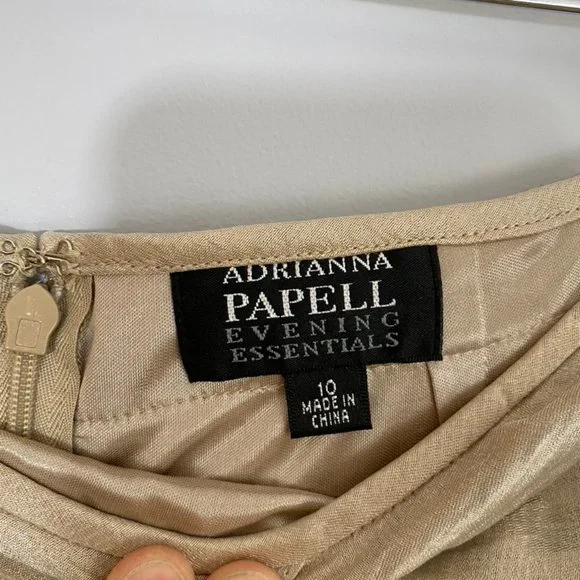 ADRIANNA
PAPELL
EVENING
ESSENTIALS
10
MADE IN
CHINA